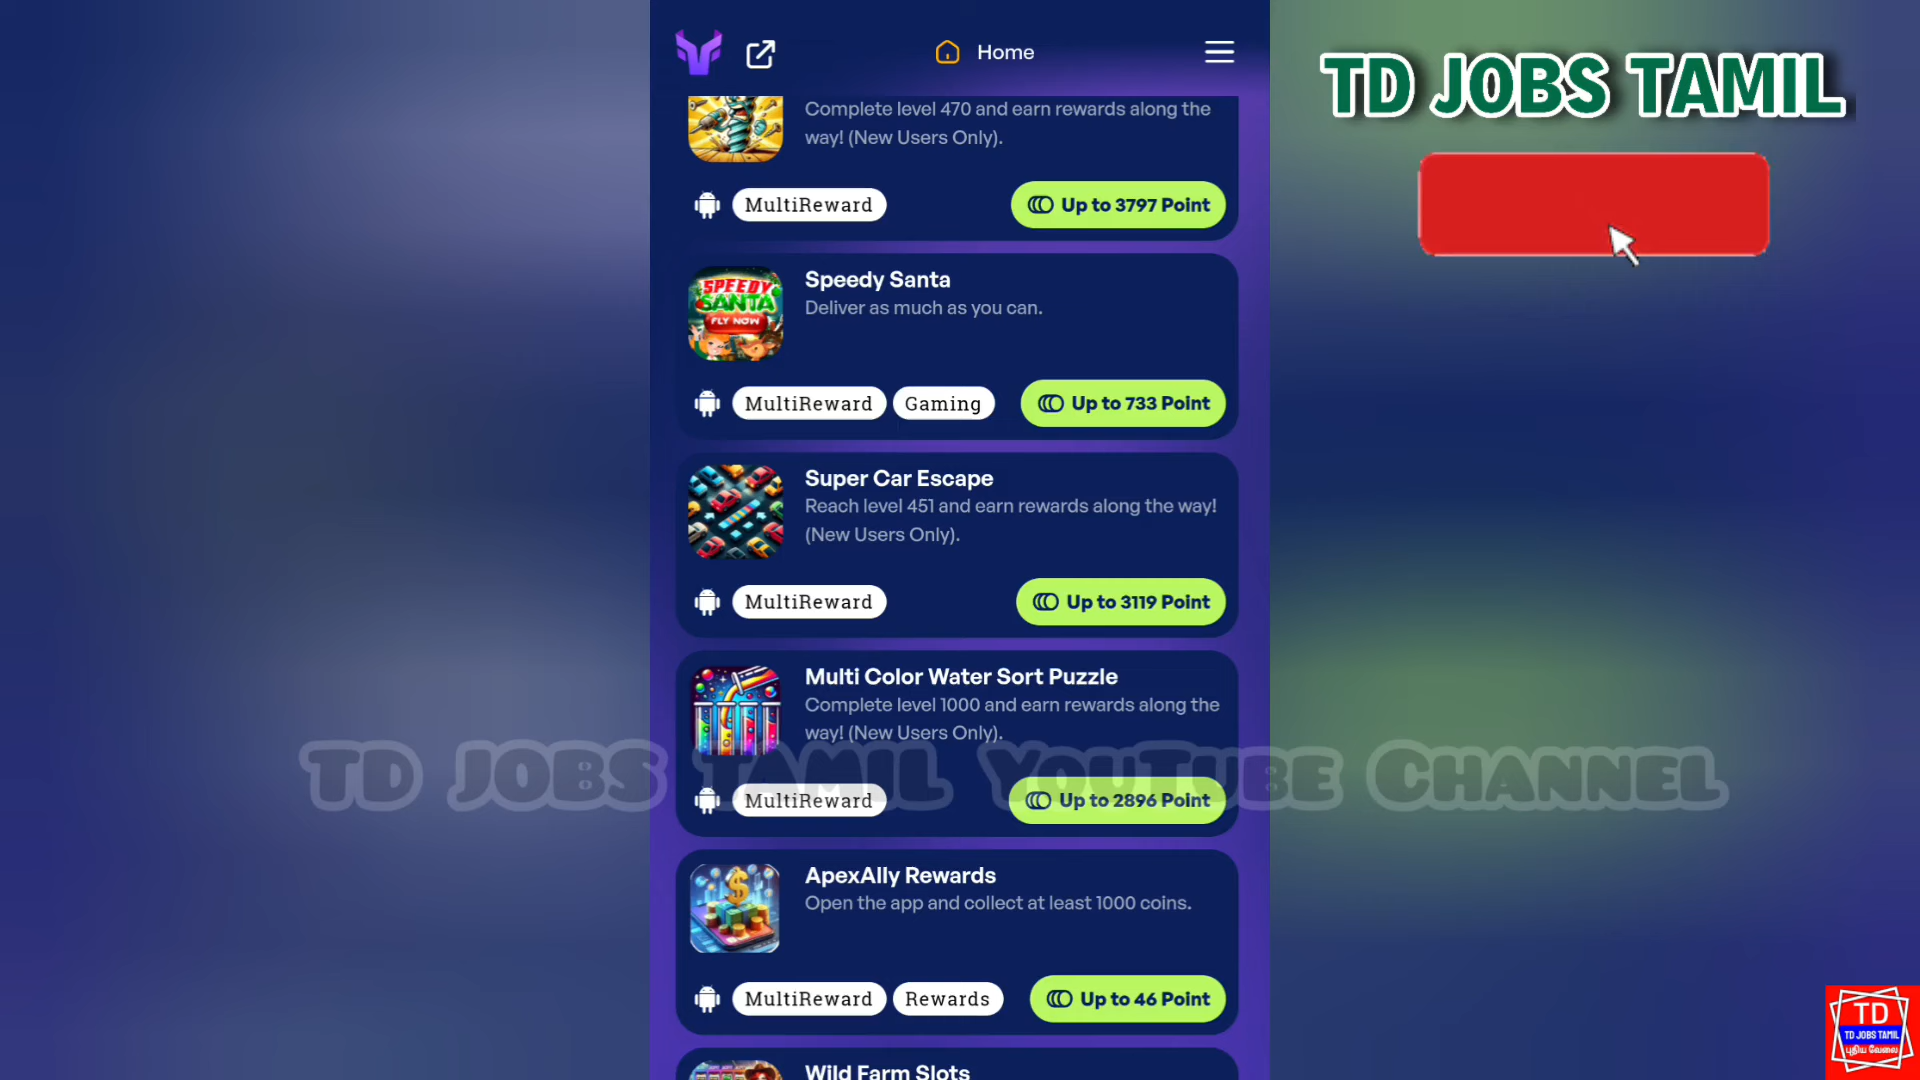 Home
TD JOBS TAMIL
Complete level 470 and earn rewards along the
way! (New Users Only).
MultiReward
Up to 3797 Point
SPEEDY
SANTA
FLY NOW
Speedy Santa
Deliver as much as you can.
MultiReward
Gaming
Up to 733 Point
Super Car Escape
Reach level 451 and earn rewards along the way!
(New Users Only).
MultiReward
Up to 3119 Point
Multi Color Water Sort Puzzle
Complete level 1000 and earn rewards along the
way! (New Users Only).
TD Jobs Tamil YouTube Channel
MultiReward
Up to 2896 Point
ApexAlly Rewards
Open the app and collect at least 1000 coins.
MultiReward
Rewards
Up to 46 Point
Wild Farm Slots
TD
TD JOBS TAMIL
புதிய வேலை